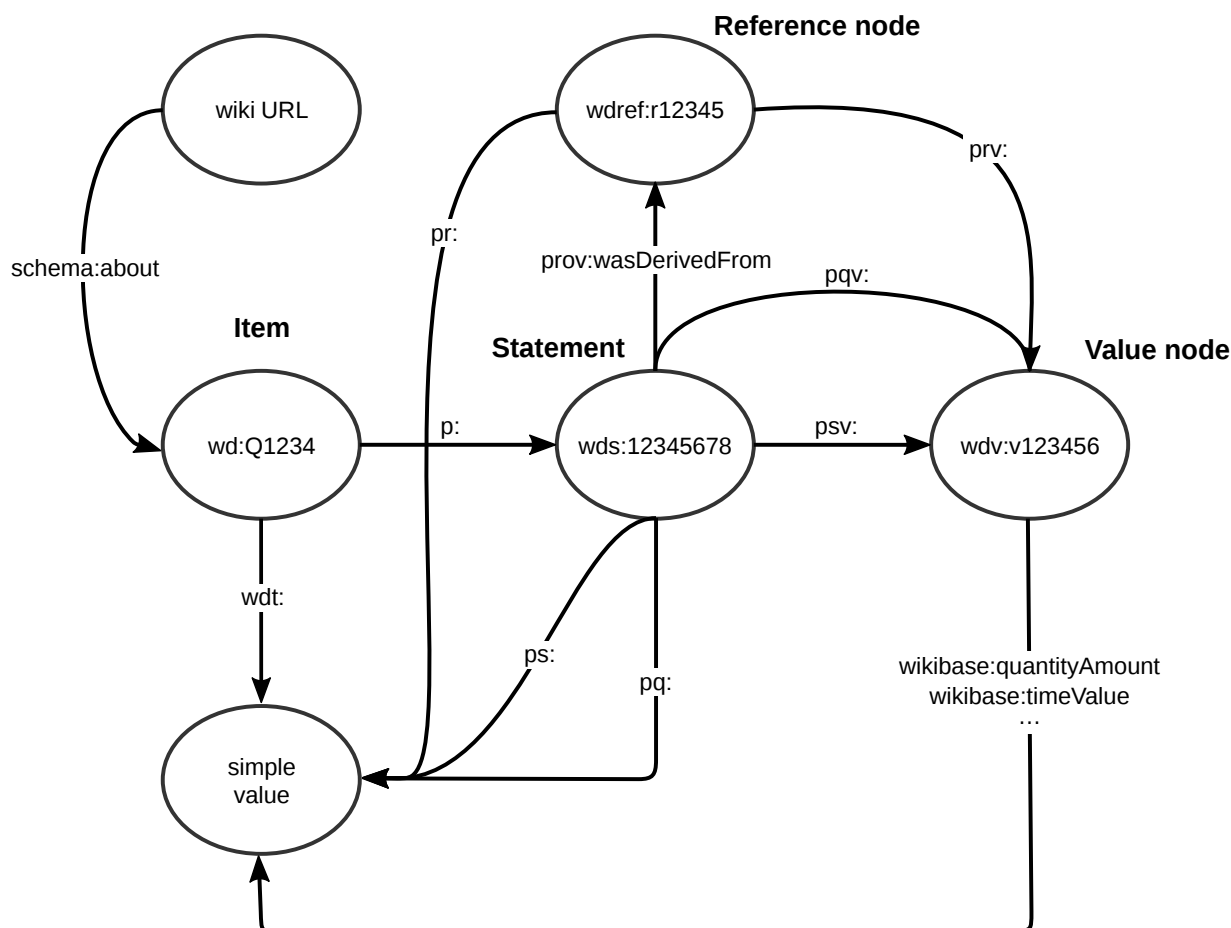 Reference node
wiki URL
wdref:r12345
prv:
pr:
schema:about
prov:wasDerivedFrom
pqv:
Item
Statement
Value node
p:
psv:
wd:Q1234
wds:12345678
wdv:v123456
wdt:
ps:
pq:
wikibase:quantityAmount
wikibase:timeValue
...
simple
value